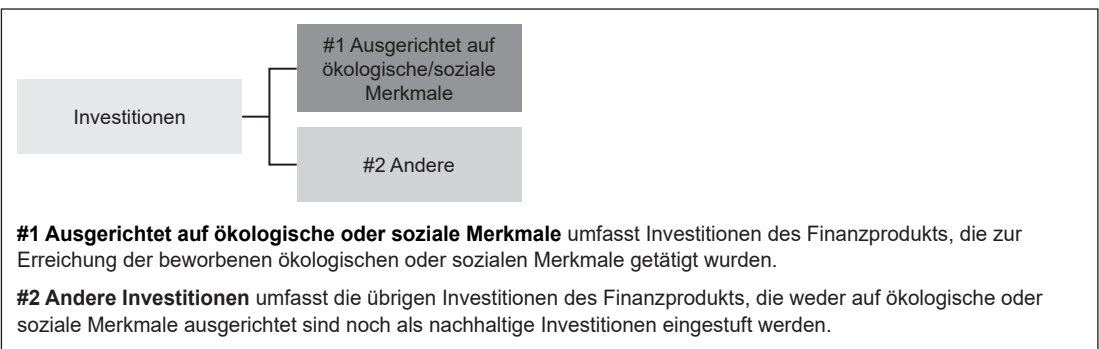 #1 Ausgerichtet auf
ökologische/soziale
Merkmale
Investitionen
#2 Andere
#1 Ausgerichtet auf ökologische oder soziale Merkmale umfasst Investitionen des Finanzprodukts, die zur
Erreichung der beworbenen ökologischen oder sozialen Merkmale getätigt wurden.
#2 Andere Investitionen umfasst die übrigen Investitionen des Finanzprodukts, die weder auf ökologische oder
soziale Merkmale ausgerichtet sind noch als nachhaltige Investitionen eingestuft werden.